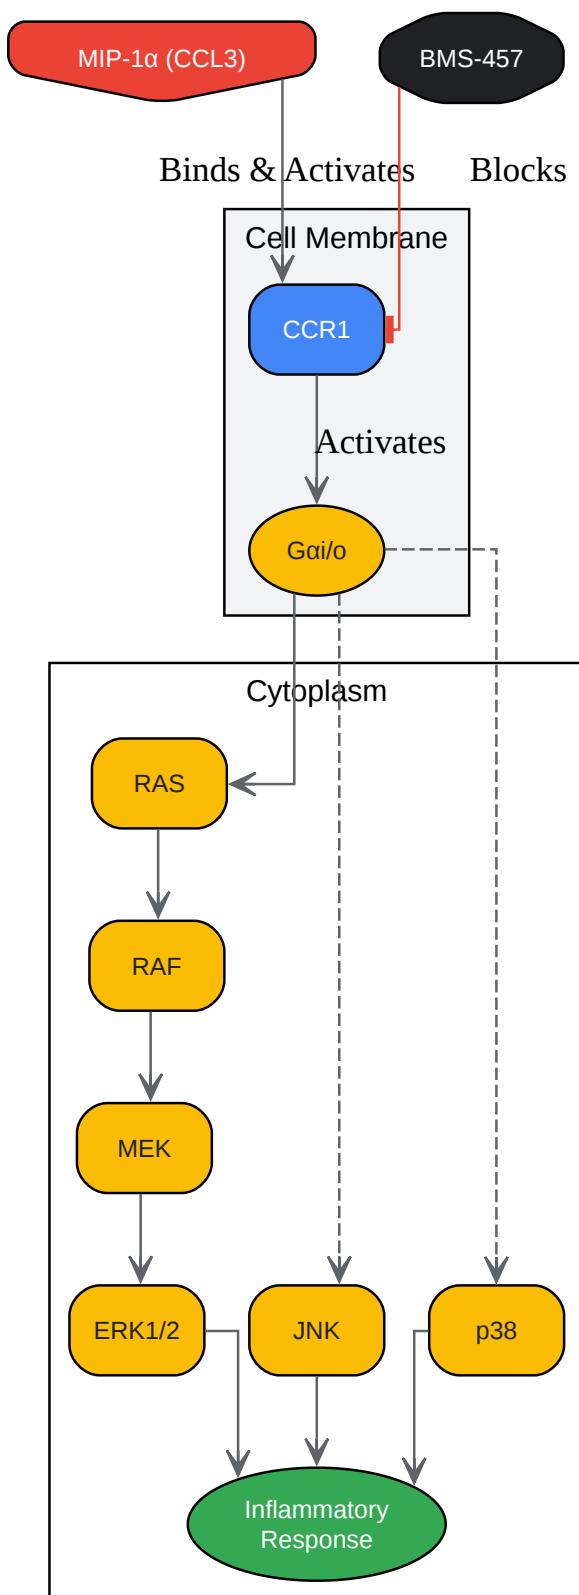 MIP-1α (CCL3)
BMS-457
Binds & Activates
Blocks
Cell Membrane
CCR1
Activates
Gαi/o
Cytoplasm
RAS
RAF
MEK
ERK1/2
JNK
p38
Inflammatory
Response